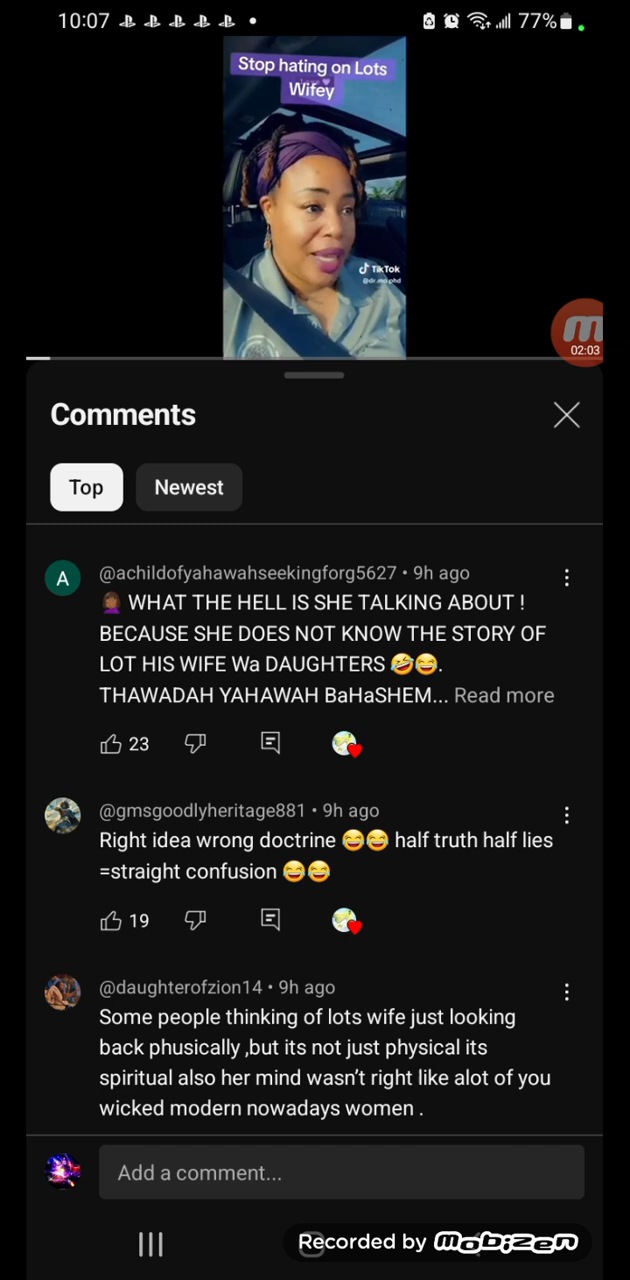 10:07
77%
Stop hating on Lots
Wifey
TikTok
@dr.mo.phd
02:03
Comments
Top
Newest
A
@achildofyahawahseekingforg5627 • 9h ago
🤦🏾‍♀️ WHAT THE HELL IS SHE TALKING ABOUT !
BECAUSE SHE DOES NOT KNOW THE STORY OF
LOT HIS WIFE Wa DAUGHTERS 🤣😂.
THAWADAH YAHAWAH BaHaSHEM... Read more
23
@gmsgoodlyheritage881 • 9h ago
Right idea wrong doctrine 😂😂 half truth half lies
=straight confusion 😂😂
19
@daughterofzion14 • 9h ago
Some people thinking of lots wife just looking
back phusically ,but its not just physical its
spiritual also her mind wasn’t right like alot of you
wicked modern nowadays women .
Add a comment...
Recorded by mobizen